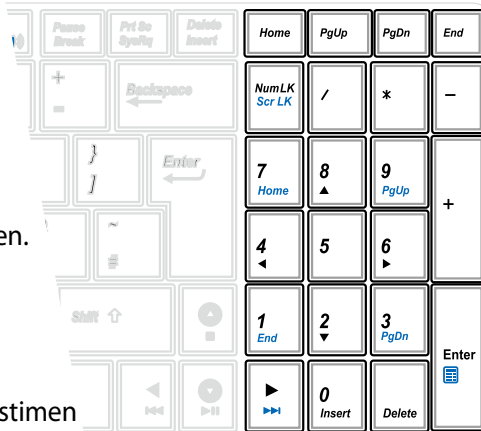 Pause Prt Sc Delete Home PgUp PgDn End
Break SysRq Insert
+ Backspace NumLK / * −
= Scr LK
} Enter 7 8 9 +
] Home PgUp
en.
~ 4 5 6
#
Shift 1 2 3 Enter
End PgDn
stimen 0 Delete
Insert